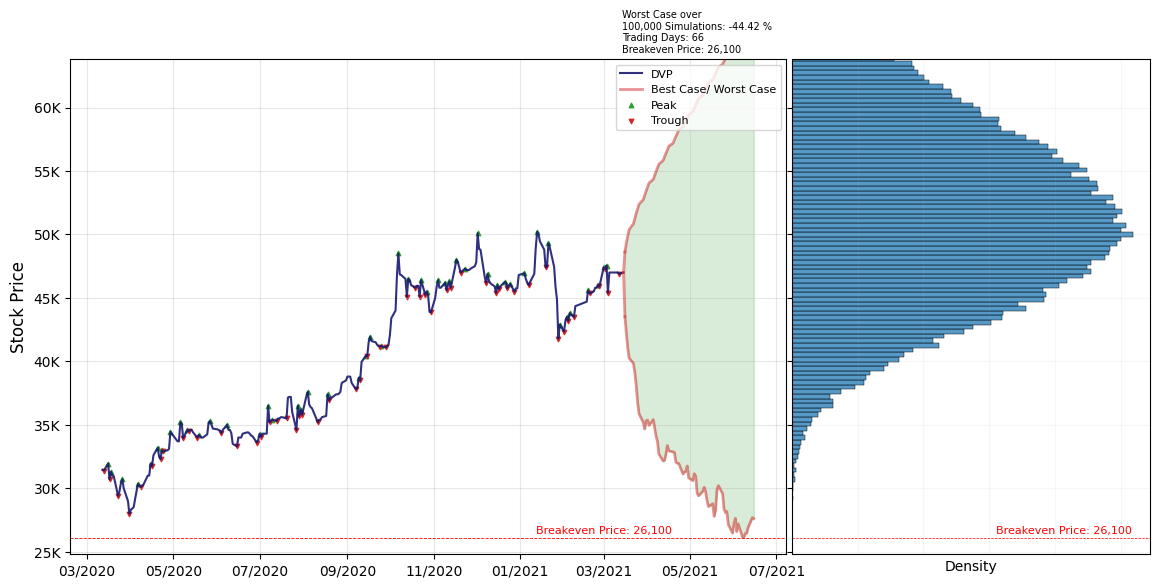 Worst Case over
100,000 Simulations: -44.42 %
Trading Days: 66
Breakeven Price: 26,100
DVP
Best Case/ Worst Case
Peak
Trough
Stock Price
60K
55K
50K
45K
40K
35K
30K
25K
Breakeven Price: 26,100
Breakeven Price: 26,100
03/2020
05/2020
07/2020
09/2020
11/2020
01/2021
03/2021
05/2021
07/2021
Density